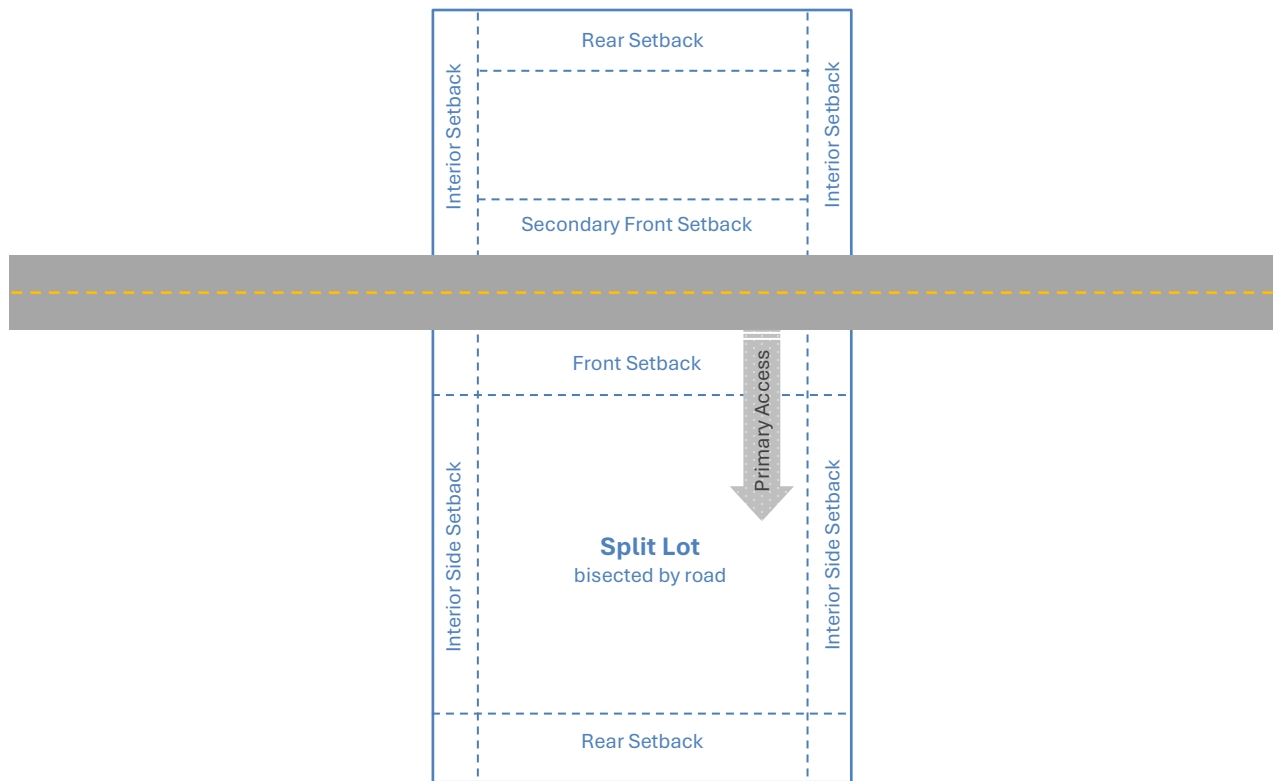 Rear Setback
Interior Setback
Interior Setback
Secondary Front Setback
Front Setback
Primary Access
Interior Side Setback
Split Lot
bisected by road
Interior Side Setback
Rear Setback